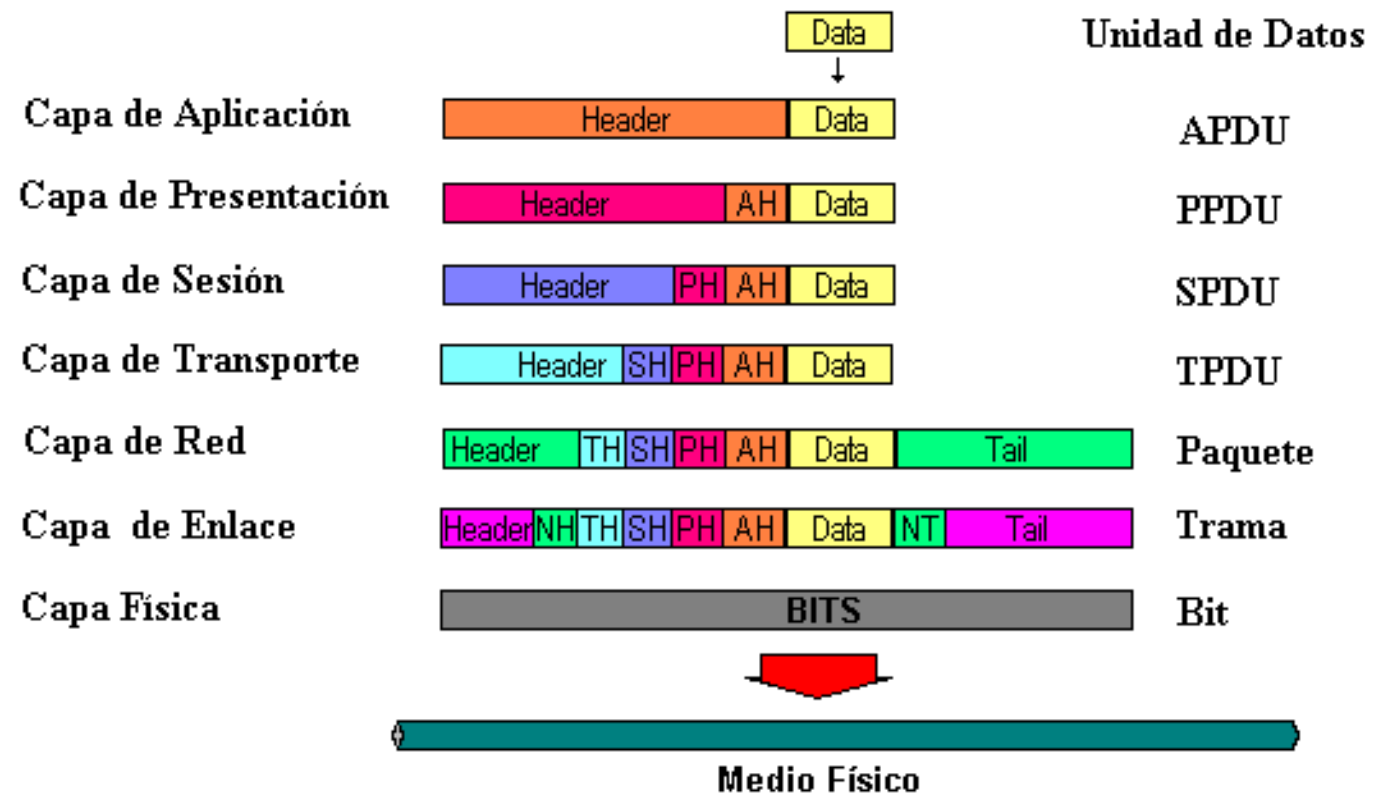 Data Unidad de Datos
Capa de Aplicación Header Data APDU
Capa de Presentación Header AH Data PPDU
Capa de Sesión Header PH AH Data SPDU
Capa de Transporte Header SH PH AH Data TPDU
Capa de Red Header TH SH PH AH Data Tail Paquete
Capa de Enlace Header NH TH SH PH AH Data NT Tail Trama
Capa Física BITS Bit
Medio Físico